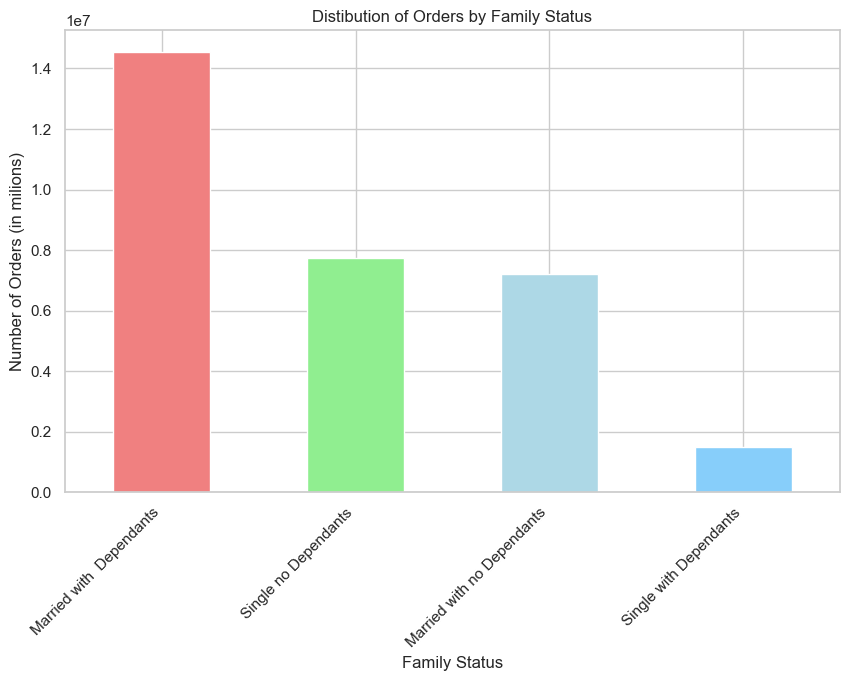 Distibution of Orders by Family Status
1e7
Number of Orders (in milions)
1.4
1.2
1.0
0.8
0.6
0.4
0.2
0.0
Married with  Dependants
Single no Dependants
Married with no Dependants
Single with Dependants
Family Status